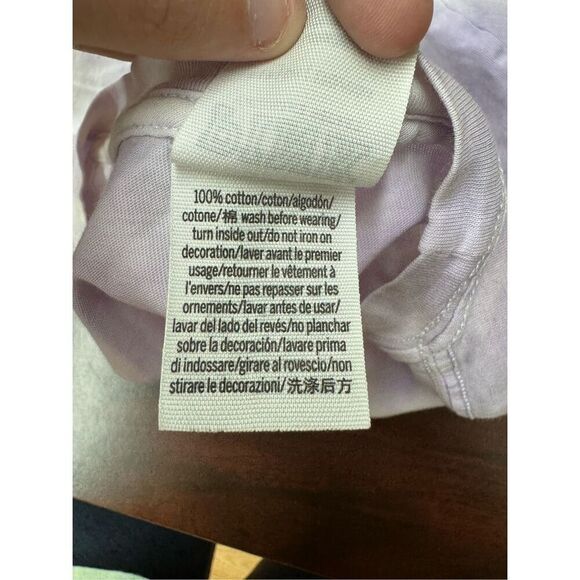 100% cotton/coton/algodón/
cotone/棉 wash before wearing/
turn inside out/do not iron on
decoration/laver avant le premier
usage/retourner le vêtement à
l'envers/ne pas repasser sur les
ornements/lavar antes de usar/
lavar del lado del revés/no planchar
sobre la decoración/lavare prima
di indossare/girare al rovescio/non
stirare le decorazioni/洗涤后方